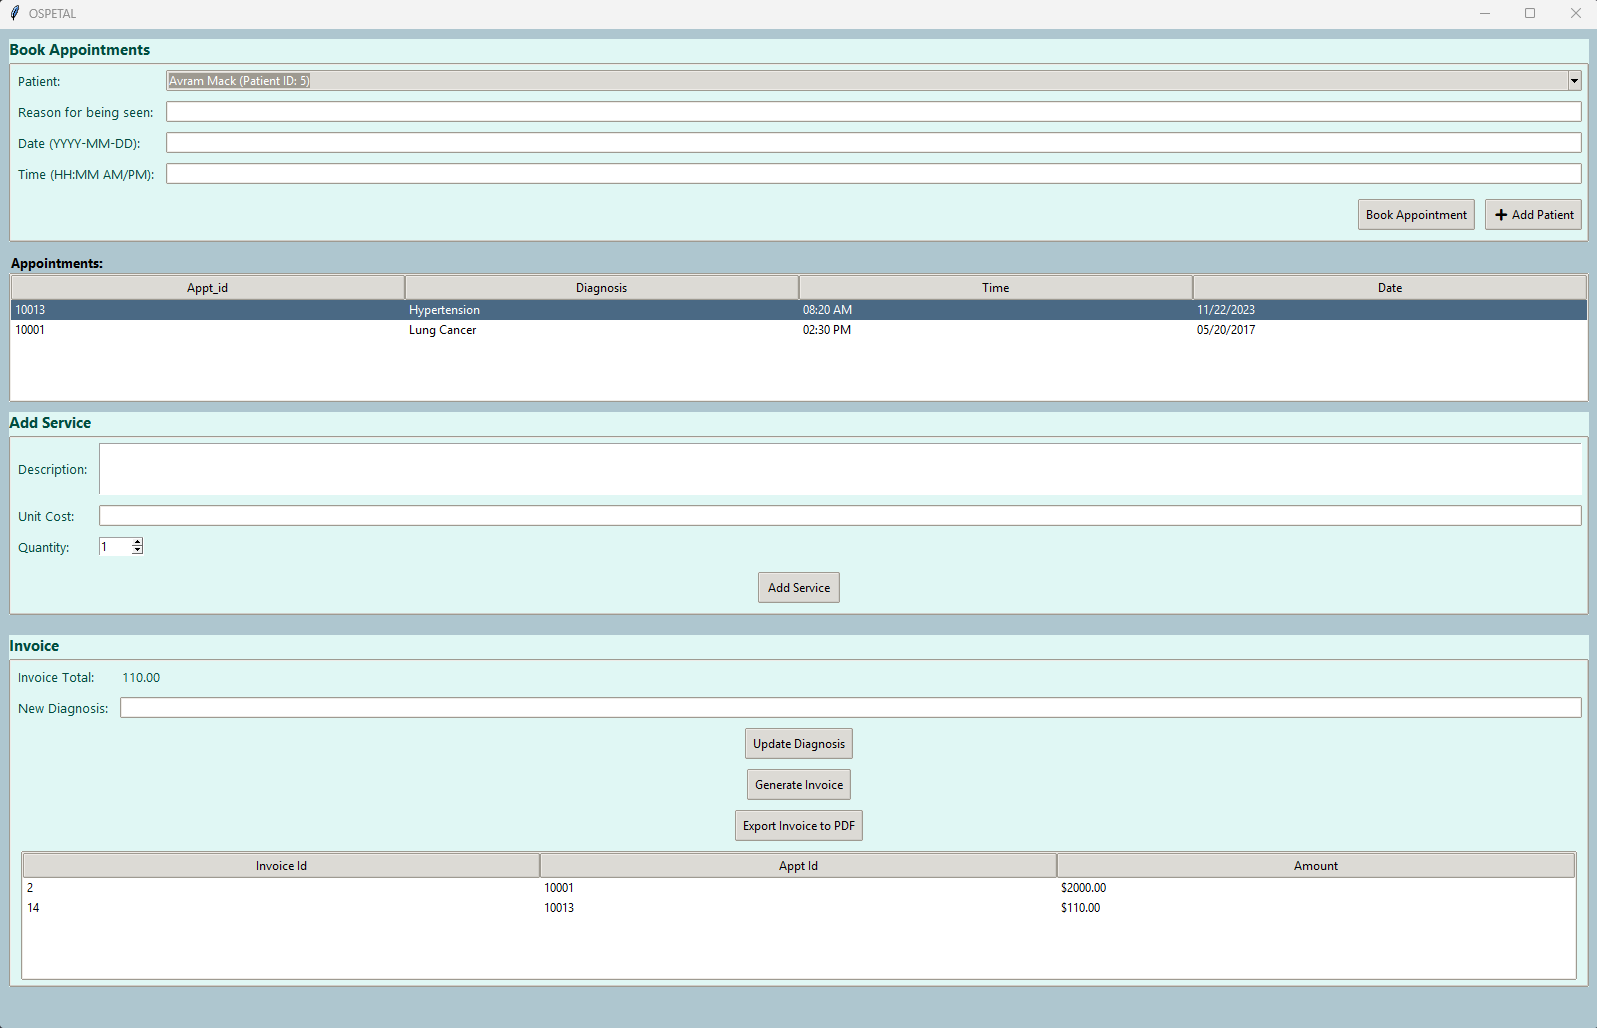 OSPETAL
Book Appointments
Patient: Avram Mack (Patient ID: 5)
Reason for being seen:
Date (YYYY-MM-DD):
Time (HH:MM AM/PM):
Book Appointment + Add Patient
Appointments:
Appt_id Diagnosis Time Date
10013 Hypertension 08:20 AM 11/22/2023
10001 Lung Cancer 02:30 PM 05/20/2017
Add Service
Description:
Unit Cost:
Quantity: 1
Add Service
Invoice
Invoice Total: 110.00
New Diagnosis:
Update Diagnosis
Generate Invoice
Export Invoice to PDF
Invoice Id Appt Id Amount
2 10001 $2000.00
14 10013 $110.00